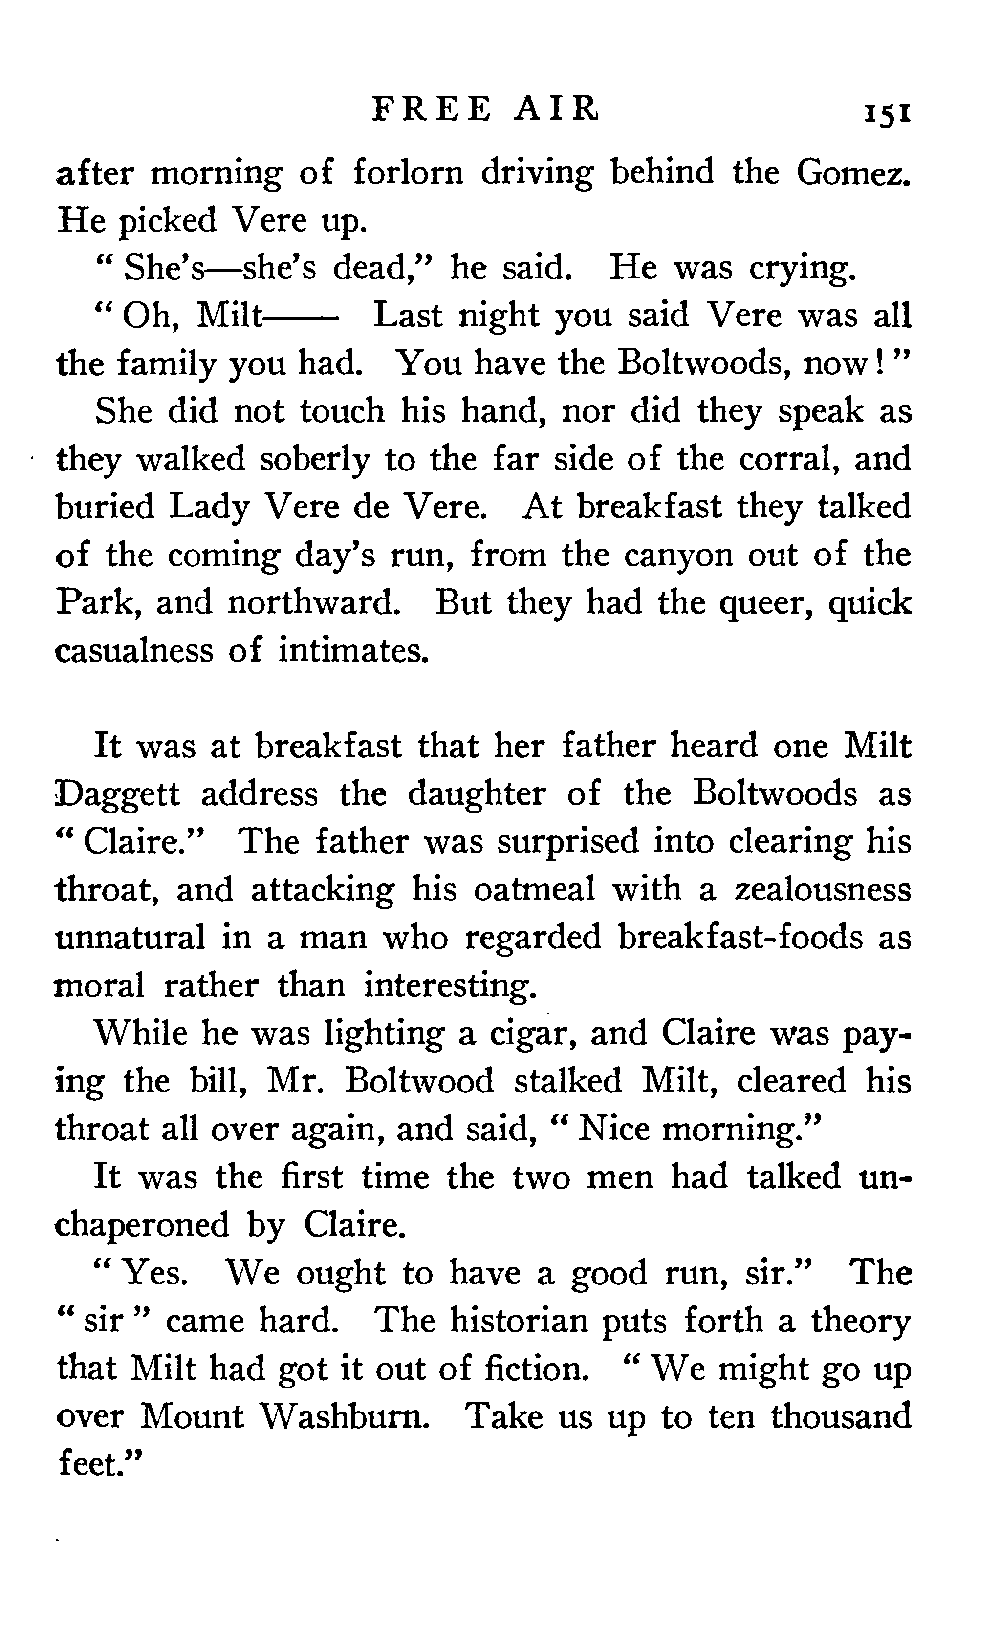 FREE AIR 151
after morning of forlorn driving behind the Gomez.
He picked Vere up.
" She's—she's dead," he said. He was crying.
" Oh, Milt—— Last night you said Vere was all
the family you had. You have the Boltwoods, now! "
She did not touch his hand, nor did they speak as
they walked soberly to the far side of the corral, and
buried Lady Vere de Vere. At breakfast they talked
of the coming day's run, from the canyon out of the
Park, and northward. But they had the queer, quick
casualness of intimates.
It was at breakfast that her father heard one Milt
Daggett address the daughter of the Boltwoods as
" Claire." The father was surprised into clearing his
throat, and attacking his oatmeal with a zealousness
unnatural in a man who regarded breakfast-foods as
moral rather than interesting.
While he was lighting a cigar, and Claire was pay-
ing the bill, Mr. Boltwood stalked Milt, cleared his
throat all over again, and said, " Nice morning."
It was the first time the two men had talked un-
chaperoned by Claire.
" Yes. We ought to have a good run, sir." The
" sir " came hard. The historian puts forth a theory
that Milt had got it out of fiction. " We might go up
over Mount Washburn. Take us up to ten thousand
feet."